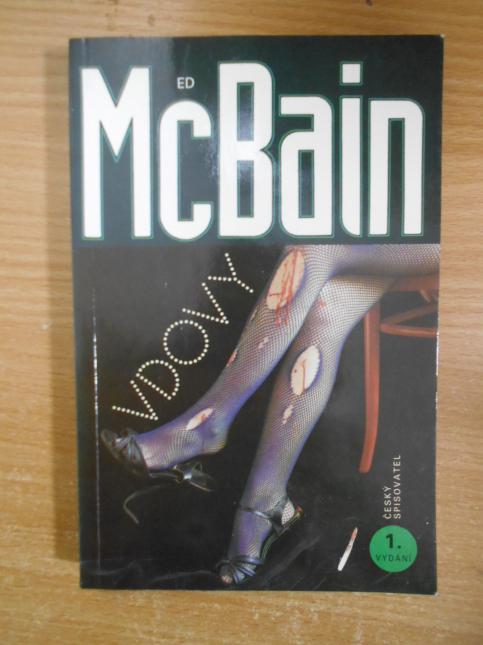 ED
McBain
VDOVY
ČESKÝ
SPISOVATEL
1.
VYDÁNÍ